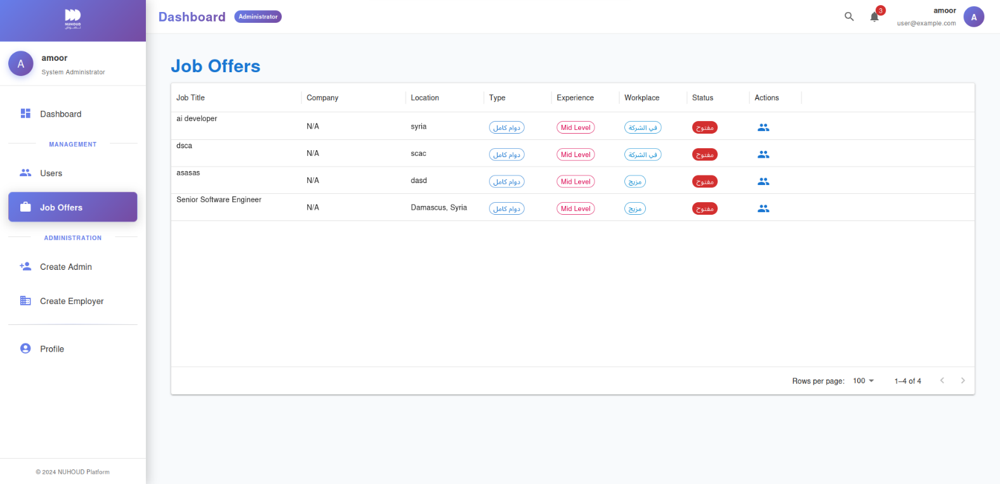 NUHOUD
نـهـوض
Dashboard
Administrator
3
amoor
user@example.com
A
A
amoor
System Administrator
Dashboard
MANAGEMENT
Users
Job Offers
ADMINISTRATION
Create Admin
Create Employer
Profile
© 2024 NUHOUD Platform
Job Offers
Job Title Company Location Type Experience Workplace Status Actions
ai developer N/A syria دوام كامل Mid Level في الشركة مفتوح
dsca N/A scac دوام كامل Mid Level في الشركة مفتوح
asasas N/A dasd دوام كامل Mid Level مزيج مفتوح
Senior Software Engineer N/A Damascus, Syria دوام كامل Mid Level مزيج مفتوح
Rows per page: 100 1–4 of 4